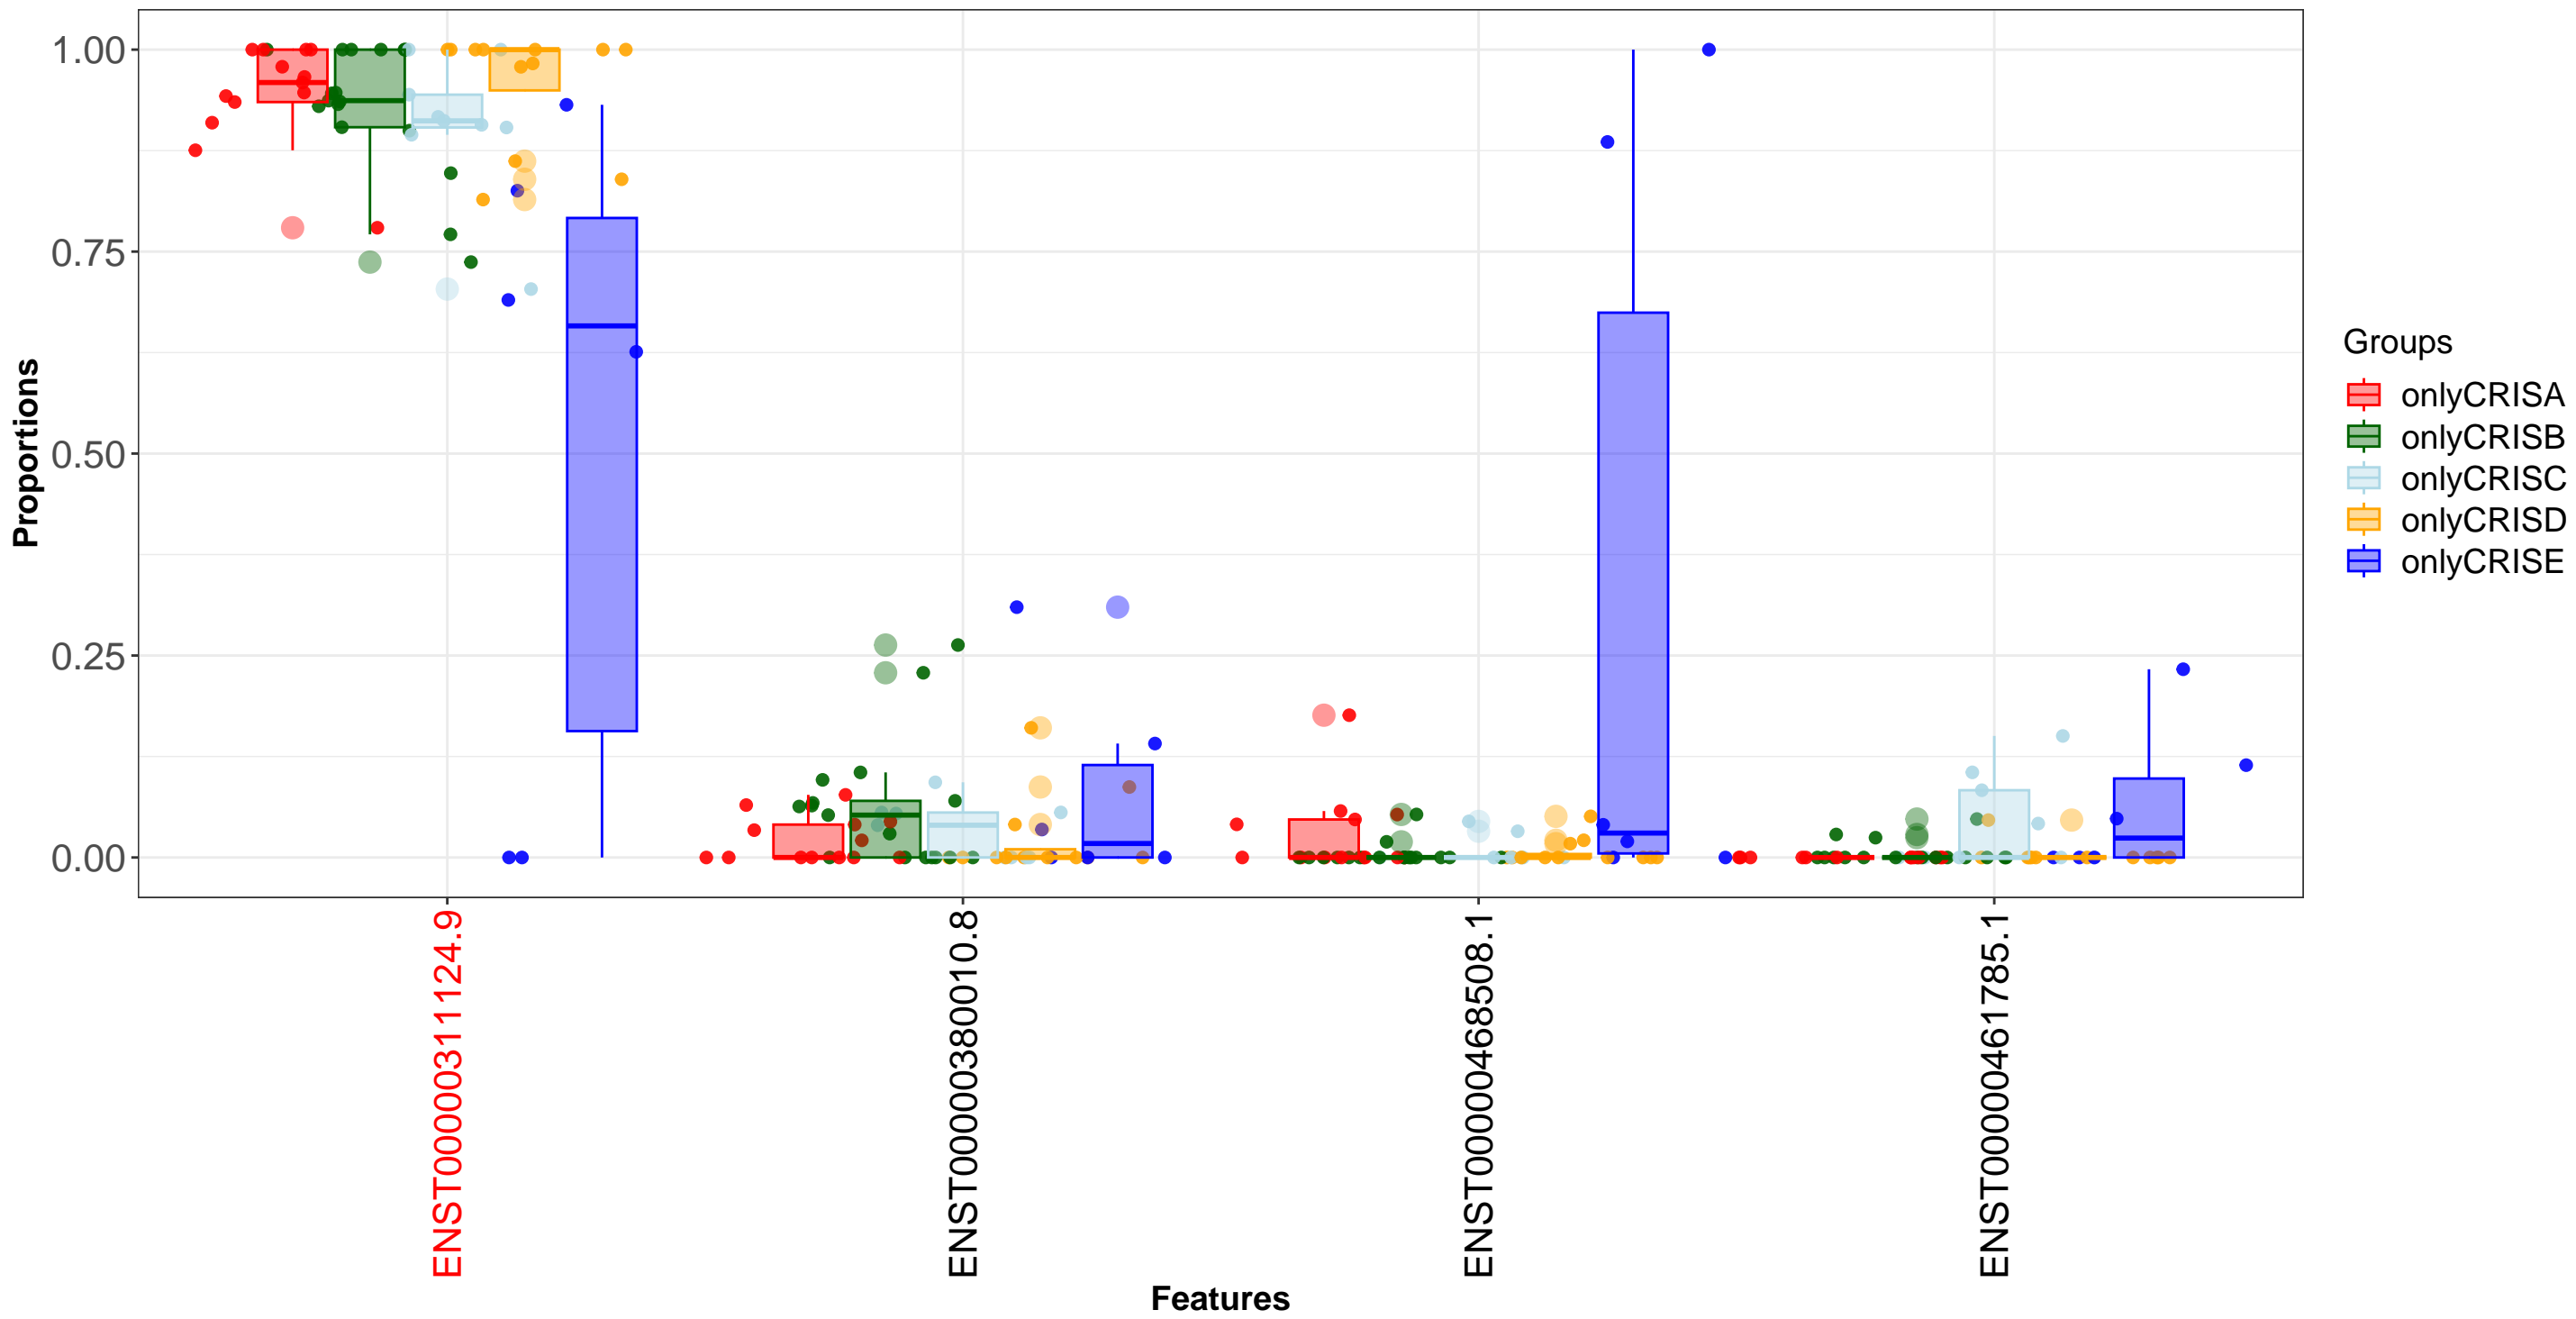 1.00
0.75
0.50
0.25
0.00
Proportions
ENST00000311124.9
ENST00000380010.8
ENST00000468508.1
ENST00000461785.1
Features
Groups
onlyCRISA
onlyCRISB
onlyCRISC
onlyCRISD
onlyCRISE